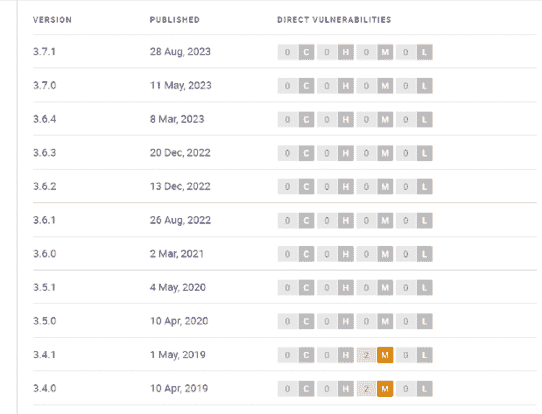 VERSION PUBLISHED DIRECT VULNERABILITIES
3.7.1 28 Aug, 2023 0 C 0 H 0 M 0 L
3.7.0 11 May, 2023 0 C 0 H 0 M 0 L
3.6.4 8 Mar, 2023 0 C 0 H 0 M 0 L
3.6.3 20 Dec, 2022 0 C 0 H 0 M 0 L
3.6.2 13 Dec, 2022 0 C 0 H 0 M 0 L
3.6.1 26 Aug, 2022 0 C 0 H 0 M 0 L
3.6.0 2 Mar, 2021 0 C 0 H 0 M 0 L
3.5.1 4 May, 2020 0 C 0 H 0 M 0 L
3.5.0 10 Apr, 2020 0 C 0 H 0 M 0 L
3.4.1 1 May, 2019 0 C 0 H 2 M 0 L
3.4.0 10 Apr, 2019 0 C 0 H 2 M 0 L